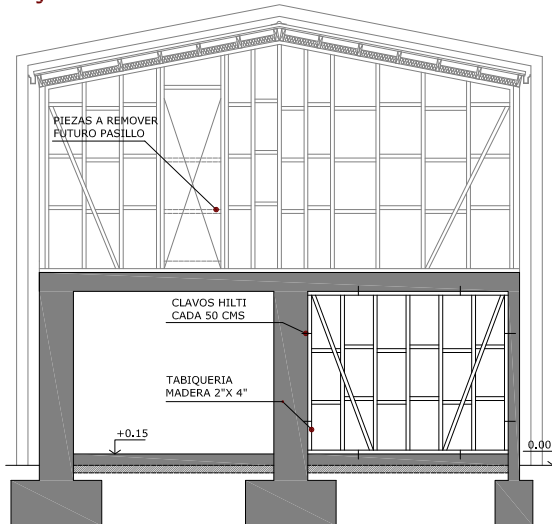 PIEZAS A REMOVER
FUTURO PASILLO
CLAVOS HILTI
CADA 50 CMS
TABIQUERIA
MADERA 2"X 4"
+0.15
0.00